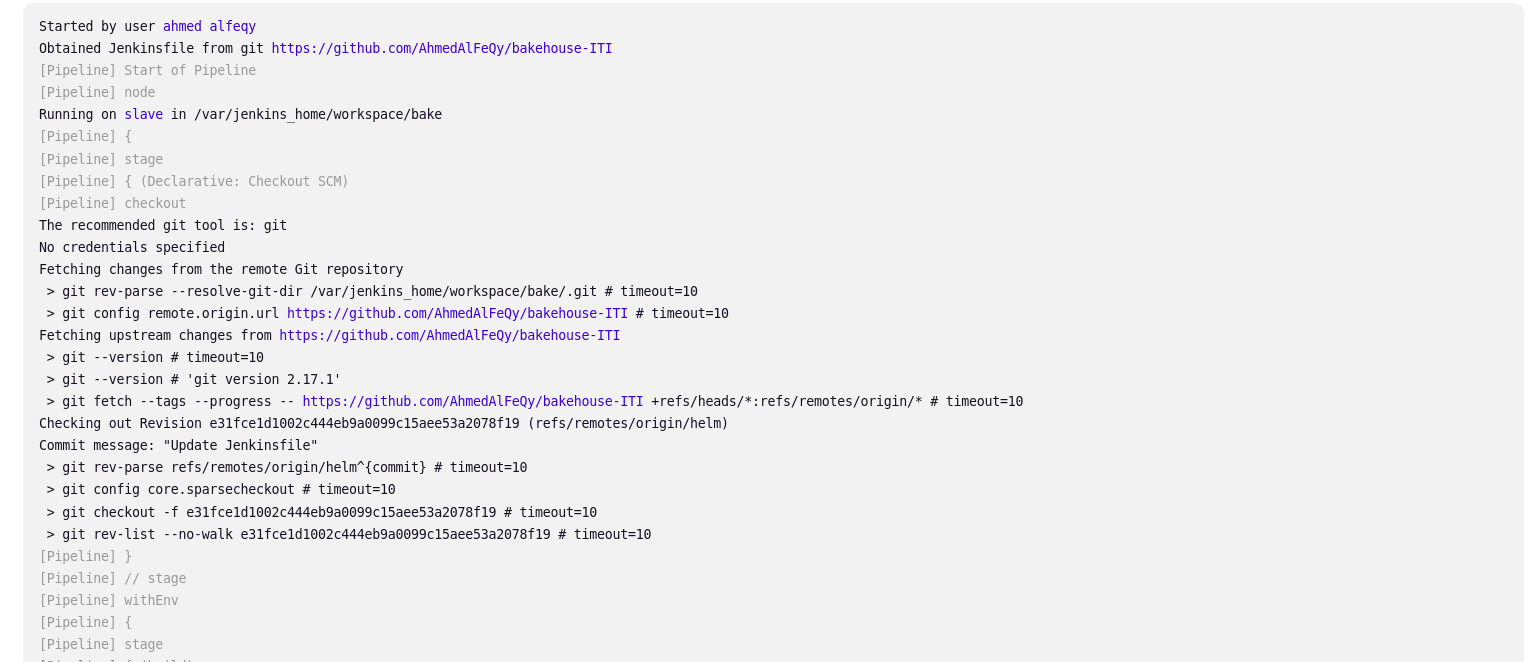 Started by user ahmed alfeqy
Obtained Jenkinsfile from git https://github.com/AhmedAlFeQy/bakehouse-ITI
[Pipeline] Start of Pipeline
[Pipeline] node
Running on slave in /var/jenkins_home/workspace/bake
[Pipeline] {
[Pipeline] stage
[Pipeline] { (Declarative: Checkout SCM)
[Pipeline] checkout
The recommended git tool is: git
No credentials specified
Fetching changes from the remote Git repository
 > git rev-parse --resolve-git-dir /var/jenkins_home/workspace/bake/.git # timeout=10
 > git config remote.origin.url https://github.com/AhmedAlFeQy/bakehouse-ITI # timeout=10
Fetching upstream changes from https://github.com/AhmedAlFeQy/bakehouse-ITI
 > git --version # timeout=10
 > git --version # 'git version 2.17.1'
 > git fetch --tags --progress -- https://github.com/AhmedAlFeQy/bakehouse-ITI +refs/heads/*:refs/remotes/origin/* # timeout=10
Checking out Revision e31fce1d1002c444eb9a0099c15aee53a2078f19 (refs/remotes/origin/helm)
Commit message: "Update Jenkinsfile"
 > git rev-parse refs/remotes/origin/helm^{commit} # timeout=10
 > git config core.sparsecheckout # timeout=10
 > git checkout -f e31fce1d1002c444eb9a0099c15aee53a2078f19 # timeout=10
 > git rev-list --no-walk e31fce1d1002c444eb9a0099c15aee53a2078f19 # timeout=10
[Pipeline] }
[Pipeline] // stage
[Pipeline] withEnv
[Pipeline] {
[Pipeline] stage